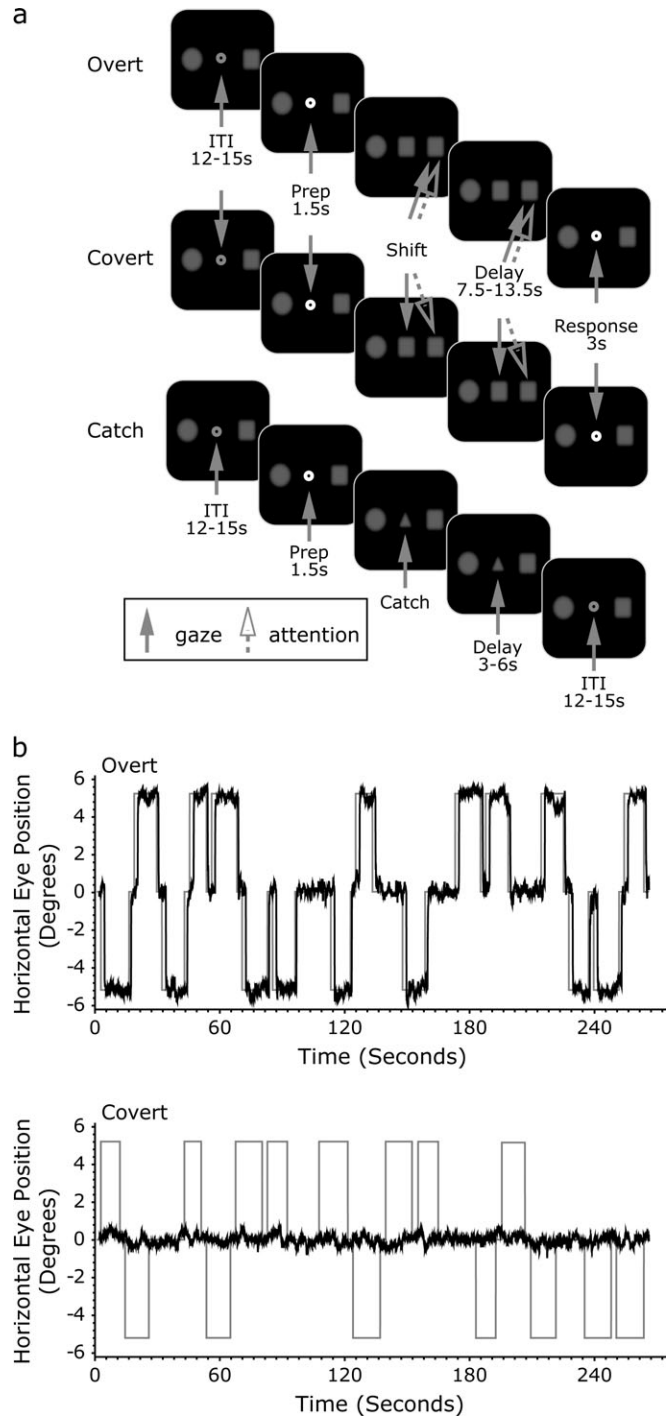 a
Overt
ITI
12-15s
Prep
1.5s
Covert
Shift
Delay
7.5-13.5s
Response
3s
Catch
ITI
12-15s
Prep
1.5s
Catch
Delay
3-6s
ITI
12-15s
gaze
attention
b
Overt
Horizontal Eye Position
(Degrees)
6
4
2
0
-2
-4
-6
0
60
120
180
240
Time (Seconds)
Covert
Horizontal Eye Position
(Degrees)
6
4
2
0
-2
-4
-6
0
60
120
180
240
Time (Seconds)